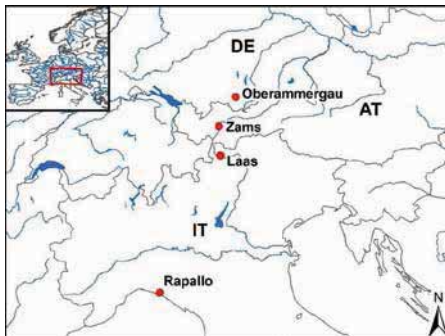 DE
Oberammergau
AT
Zams
Laas
IT
Rapallo
N